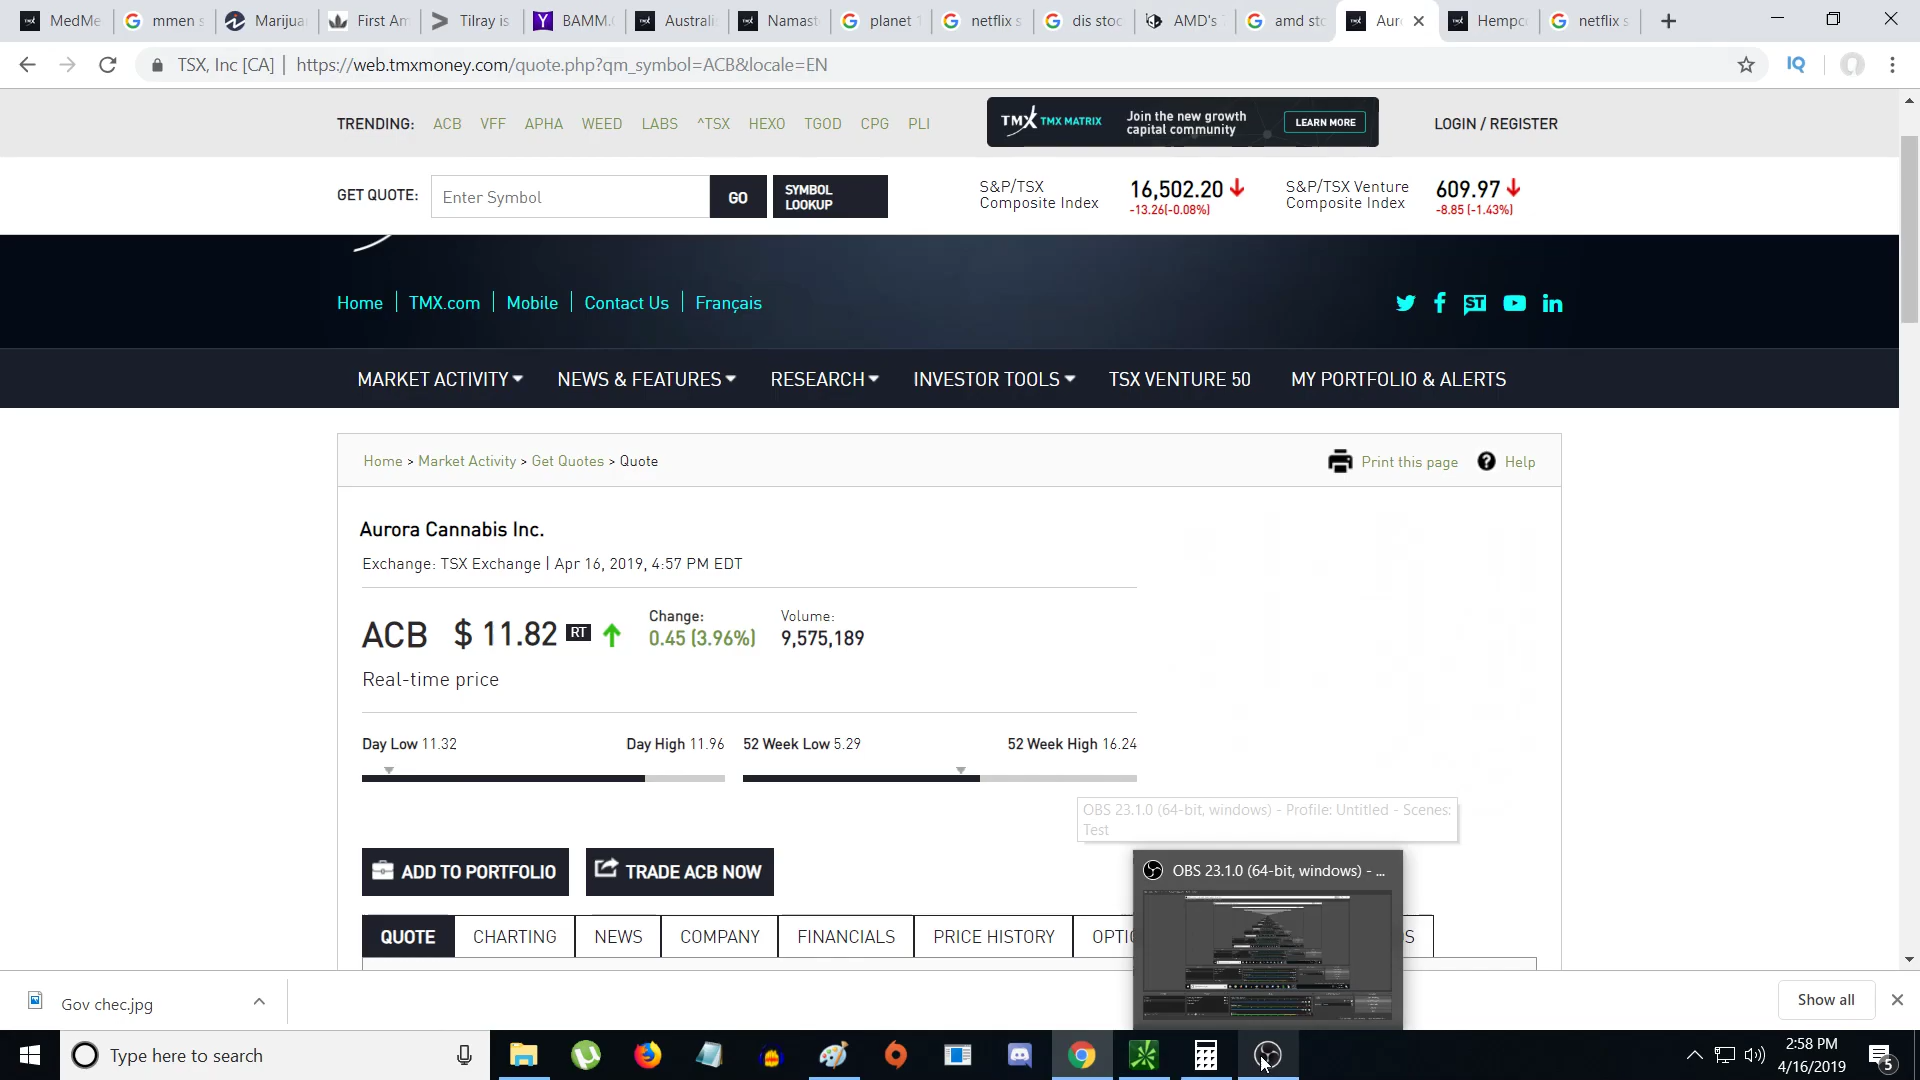 MedMe
mmen s
Marijua
First Am
Tilray is
BAMM.
Australi
Namast
planet 1
netflix s
dis stoc
AMD's
amd sto
Auro
Hempc
netflix s
TSX, Inc [CA] | https://web.tmxmoney.com/quote.php?qm_symbol=ACB&locale=EN
IQ
TRENDING: ACB VFF APHA WEED LABS ^TSX HEXO TGOD CPG PLI
TMX TMX MATRIX
Join the new growth
capital community
LEARN MORE
LOGIN / REGISTER
GET QUOTE: Enter Symbol GO
SYMBOL
LOOKUP
S&P/TSX
Composite Index
16,502.20
-13.26(-0.08%)
S&P/TSX Venture
Composite Index
609.97
-8.85 (-1.43%)
Home | TMX.com | Mobile | Contact Us | Français
ST
MARKET ACTIVITY NEWS & FEATURES RESEARCH INVESTOR TOOLS TSX VENTURE 50 MY PORTFOLIO & ALERTS
Home > Market Activity > Get Quotes > Quote
Print this page
? Help
Aurora Cannabis Inc.
Exchange: TSX Exchange | Apr 16, 2019, 4:57 PM EDT
ACB $ 11.82 RT
Change:
0.45 (3.96%)
Volume:
9,575,189
Real-time price
Day Low 11.32 Day High 11.96 52 Week Low 5.29 52 Week High 16.24
OBS 23.1.0 (64-bit, windows) - Profile: Untitled - Scenes:
Test
ADD TO PORTFOLIO
TRADE ACB NOW
OBS 23.1.0 (64-bit, windows) - ...
QUOTE CHARTING NEWS COMPANY FINANCIALS PRICE HISTORY OPTIO S
Gov chec.jpg
Show all
Type here to search
2:58 PM
4/16/2019
5